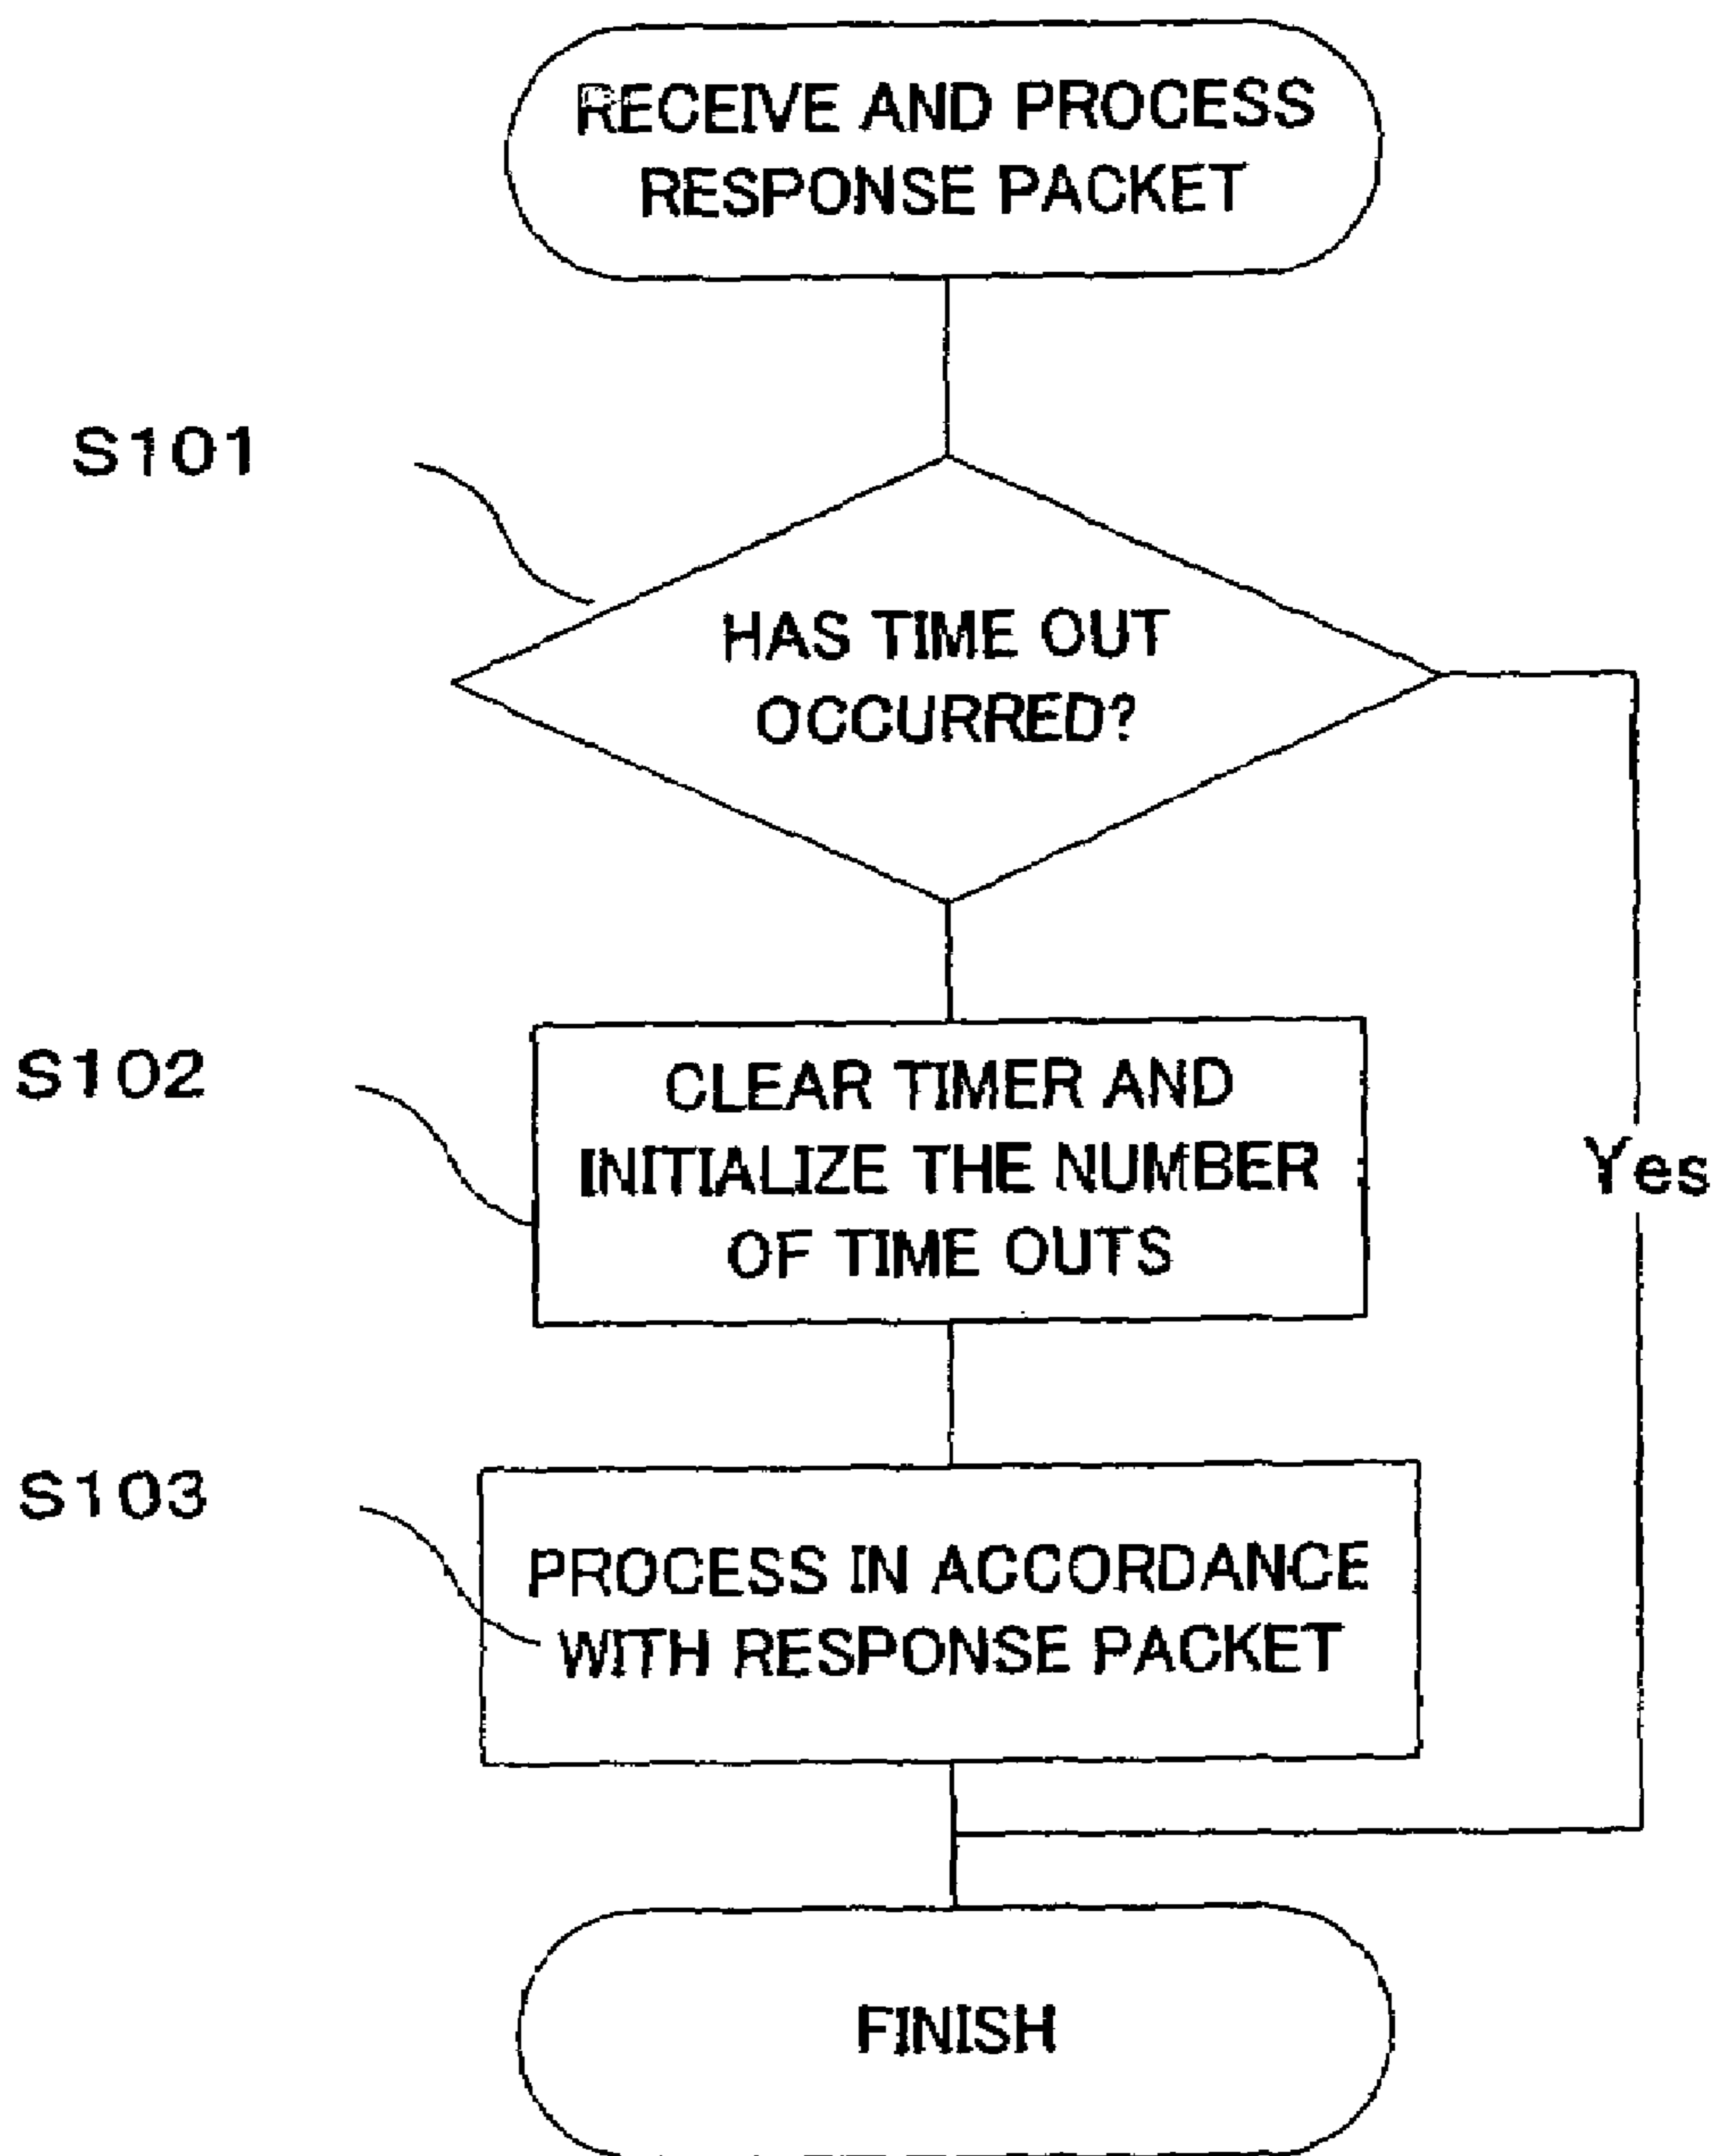 RECEIVE AND PROCESS
RESPONSE PACKET
S101
HAS TIME OUT
OCCURRED?
S102
CLEAR TIMER AND
INITIALIZE THE NUMBER
OF TIME OUTS
Yes
S103
PROCESS IN ACCORDANCE
WITH RESPONSE PACKET
FINISH